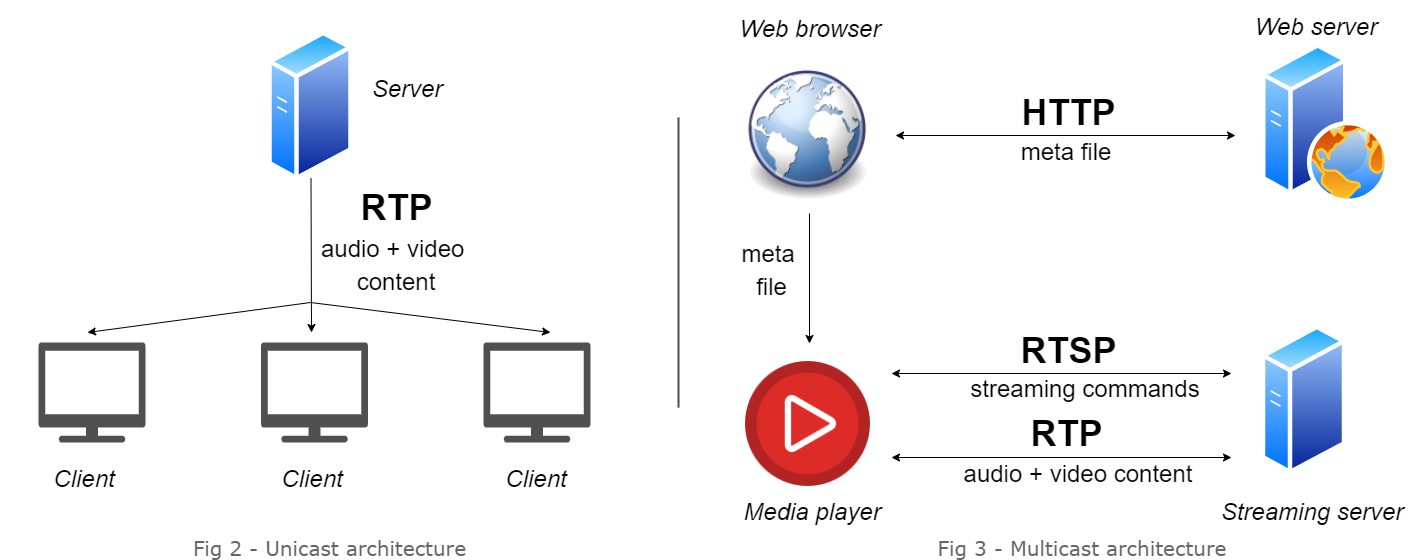 Server
RTP
audio + video
content
Client
Client
Client
Fig 2 - Unicast architecture
Web browser
Web server
HTTP
meta file
meta
file
RTSP
streaming commands
RTP
audio + video content
Media player
Streaming server
Fig 3 - Multicast architecture